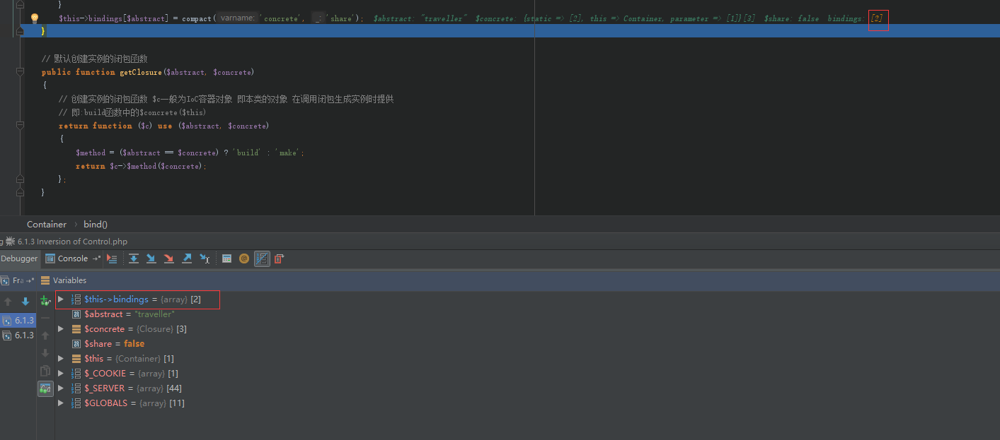 }
$this->bindings[$abstract] = compact( varname: 'concrete', _: 'share');  $abstract: "traveller"  $concrete: {static => [2], this => Container, parameter => [1]}[3]  $share: false  bindings: [2]
}
// 默认创建实例的闭包函数
public function getClosure($abstract, $concrete)
{
// 创建实例的闭包函数 $c一般为IoC容器对象 即本类的对象 在调用闭包生成实例时提供
// 即:build函数中的$concrete($this)
return function ($c) use ($abstract, $concrete)
{
$method = ($abstract == $concrete) ? 'build' : 'make';
return $c->$method($concrete);
};
}
Container › bind()
g 6.1.3 Inversion of Control.php
Debugger Console
Fra Variables
$this->bindings = {array} [2]
$abstract = "traveller"
6.1.3
$concrete = {Closure} [3]
6.1.3
$share = false
$this = {Container} [1]
$_COOKIE = {array} [1]
$_SERVER = {array} [44]
$GLOBALS = {array} [11]